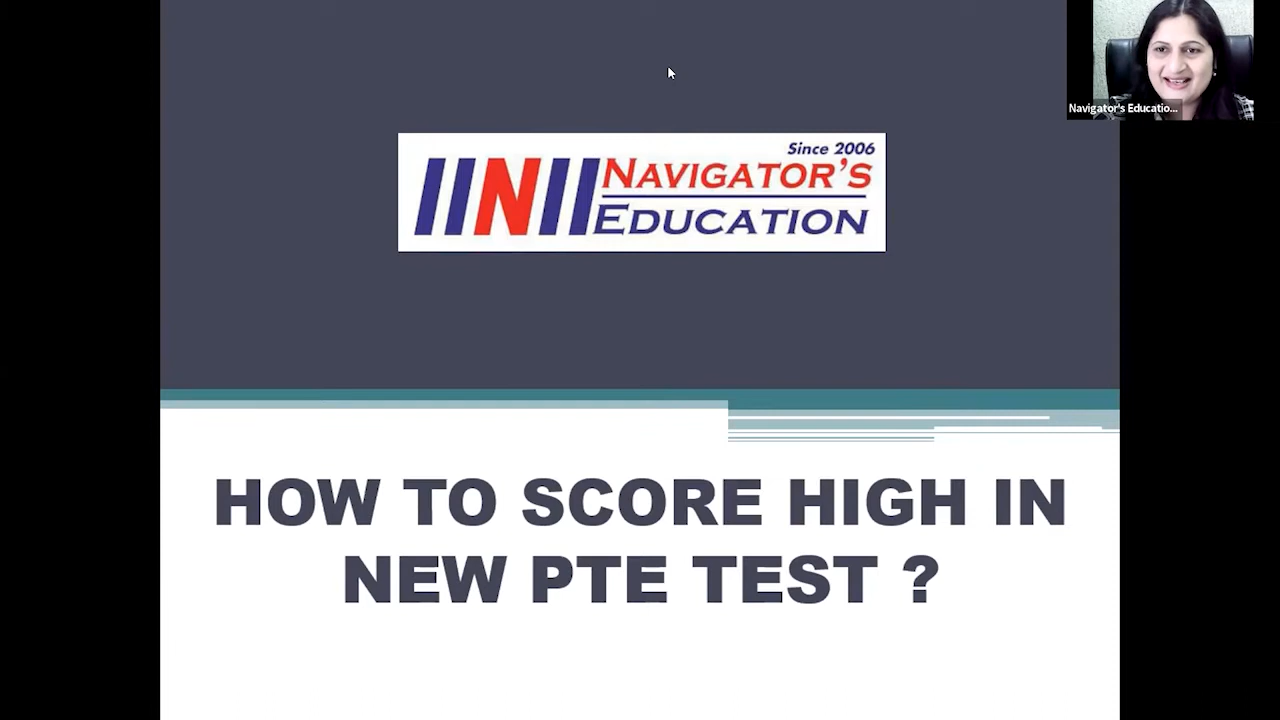 Navigator's Educatio...
Since 2006
N NAVIGATOR'S
EDUCATION
HOW TO SCORE HIGH IN
NEW PTE TEST ?